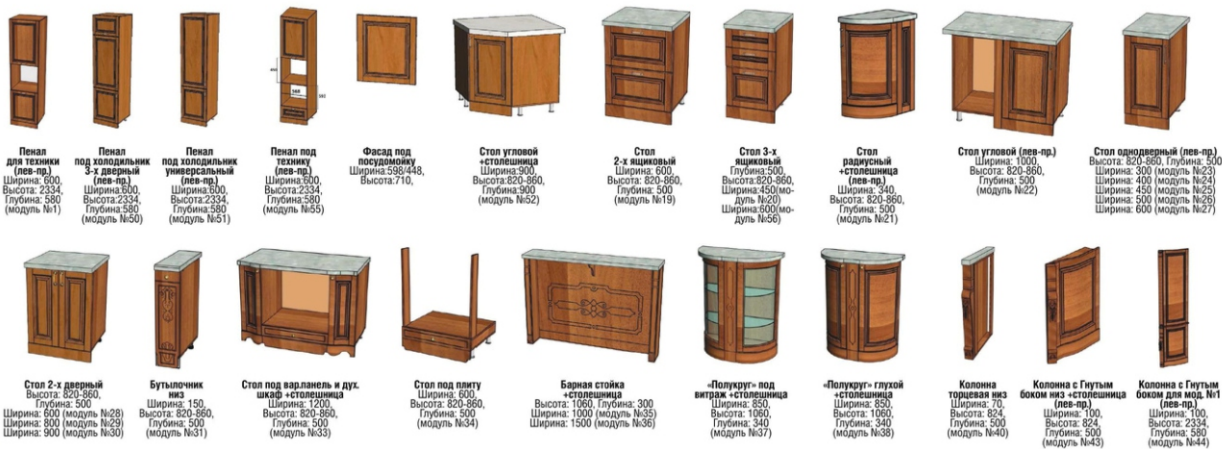 Пенал
для техники
(лев-пр.)
Ширина: 600,
Высота: 2334,
Глубина: 580
(модуль №1)
Пенал
под холодильник
3-х дверный
(лев-пр.)
Ширина:600,
Высота:2334,
Глубина:580
(модуль №50)
Пенал
под холодильник
универсальный
(лев-пр.)
Ширина:600,
Высота:2334,
Глубина:580
(модуль №51)
Пенал под
технику
(лев-пр.)
Ширина:600,
Высота:2334,
Глубина:580
(модуль №55)
Фасад под
посудомойку
Ширина:598/448,
Высота:710,
Стол угловой
+столешница
Ширина:900,
Высота:820-860,
Глубина:900
(модуль №52)
Стол
2-х ящиковый
Ширина: 600,
Высота: 820-860,
Глубина: 500
(модуль №19)
Стол 3-х
ящиковый
Глубина:500,
Высота:820-860,
Ширина:450(мо-
дуль №20)
Ширина:600(мо-
дуль №56)
Стол
радиусный
+столешница
(лев-пр.)
Ширина: 340,
Высота: 820-860,
Глубина: 500
(модуль №21)
Стол угловой (лев-пр.)
Ширина: 1000,
Высота: 820-860,
Глубина: 500
(модуль №22)
Стол однодверный (лев-пр.)
Высота: 820-860, Глубина: 500
Ширина: 300 (модуль №23)
Ширина: 400 (модуль №24)
Ширина: 450 (модуль №25)
Ширина: 500 (модуль №26)
Ширина: 600 (модуль №27)
Стол 2-х дверный
Высота: 820-860,
Глубина: 500
Ширина: 600 (модуль №28)
Ширина: 800 (модуль №29)
Ширина: 900 (модуль №30)
Бутылочник
низ
Ширина: 150,
Высота: 820-860,
Глубина: 500
(модуль №31)
Стол под вар.панель и дух.
шкаф +столешница
Ширина: 1200,
Высота: 820-860,
Глубина: 500
(модуль №33)
Стол под плиту
Ширина: 600,
Высота: 820-860,
Глубина: 500
(модуль №34)
Барная стойка
+столешница
Высота: 1060, Глубина: 300
Ширина: 1000 (модуль №35)
Ширина: 1500 (модуль №36)
«Полукруг» под
витраж +столешница
Ширина: 850,
Высота: 1060,
Глубина: 340
(модуль №37)
«Полукруг» глухой
+столешница
Ширина: 850,
Высота: 1060,
Глубина: 340
(модуль №38)
Колонна
торцевая низ
Ширина: 70,
Высота: 824,
Глубина: 500
(модуль №40)
Колонна с Гнутым
боком низ +столешница
(лев-пр.)
Ширина: 100,
Высота: 824,
Глубина: 500
(модуль №43)
Колонна с Гнутым
боком для мод. №1
(лев-пр.)
Ширина: 100,
Высота: 2334,
Глубина: 580
(модуль №44)